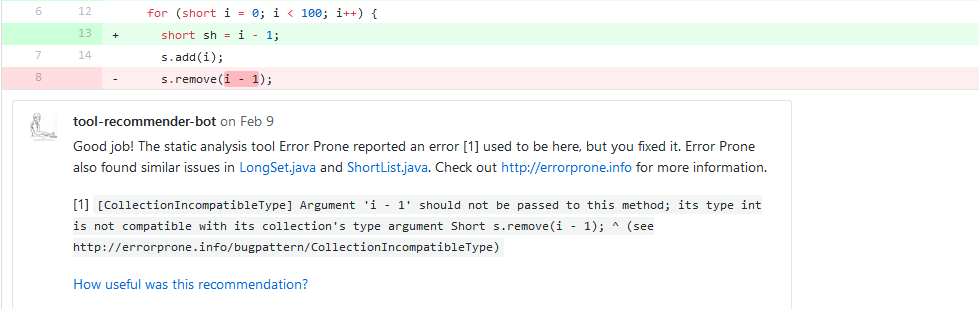 6 12 for (short i = 0; i < 100; i++) {
13 + short sh = i - 1;
7 14 s.add(i);
8 - s.remove(i - 1);
tool-recommender-bot on Feb 9
Good job! The static analysis tool Error Prone reported an error [1] used to be here, but you fixed it. Error Prone
also found similar issues in LongSet.java and ShortList.java. Check out http://errorprone.info for more information.
[1] [CollectionIncompatibleType] Argument 'i - 1' should not be passed to this method; its type int
is not compatible with its collection's type argument Short s.remove(i - 1); ^ (see
http://errorprone.info/bugpattern/CollectionIncompatibleType)
How useful was this recommendation?